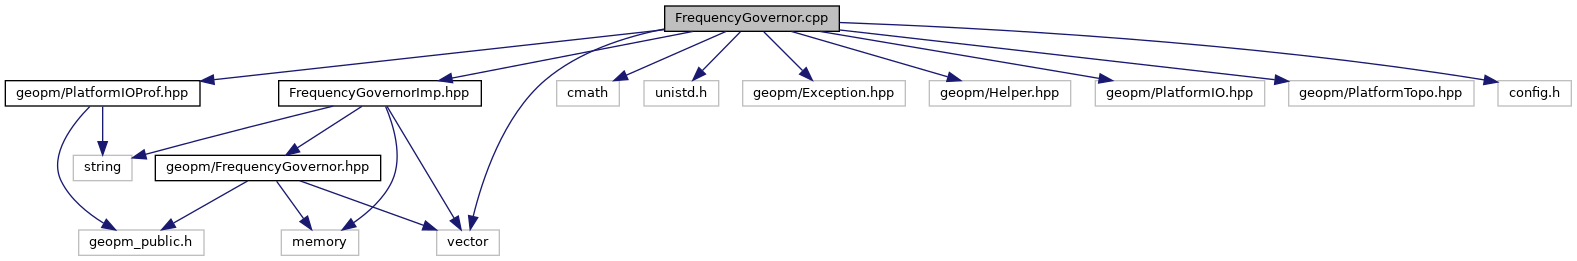 FrequencyGovernor.cpp
geopm/PlatformIOProf.hpp
FrequencyGovernorImp.hpp
cmath
unistd.h
geopm/Exception.hpp
geopm/Helper.hpp
geopm/PlatformIO.hpp
geopm/PlatformTopo.hpp
config.h
string
geopm/FrequencyGovernor.hpp
geopm_public.h
memory
vector